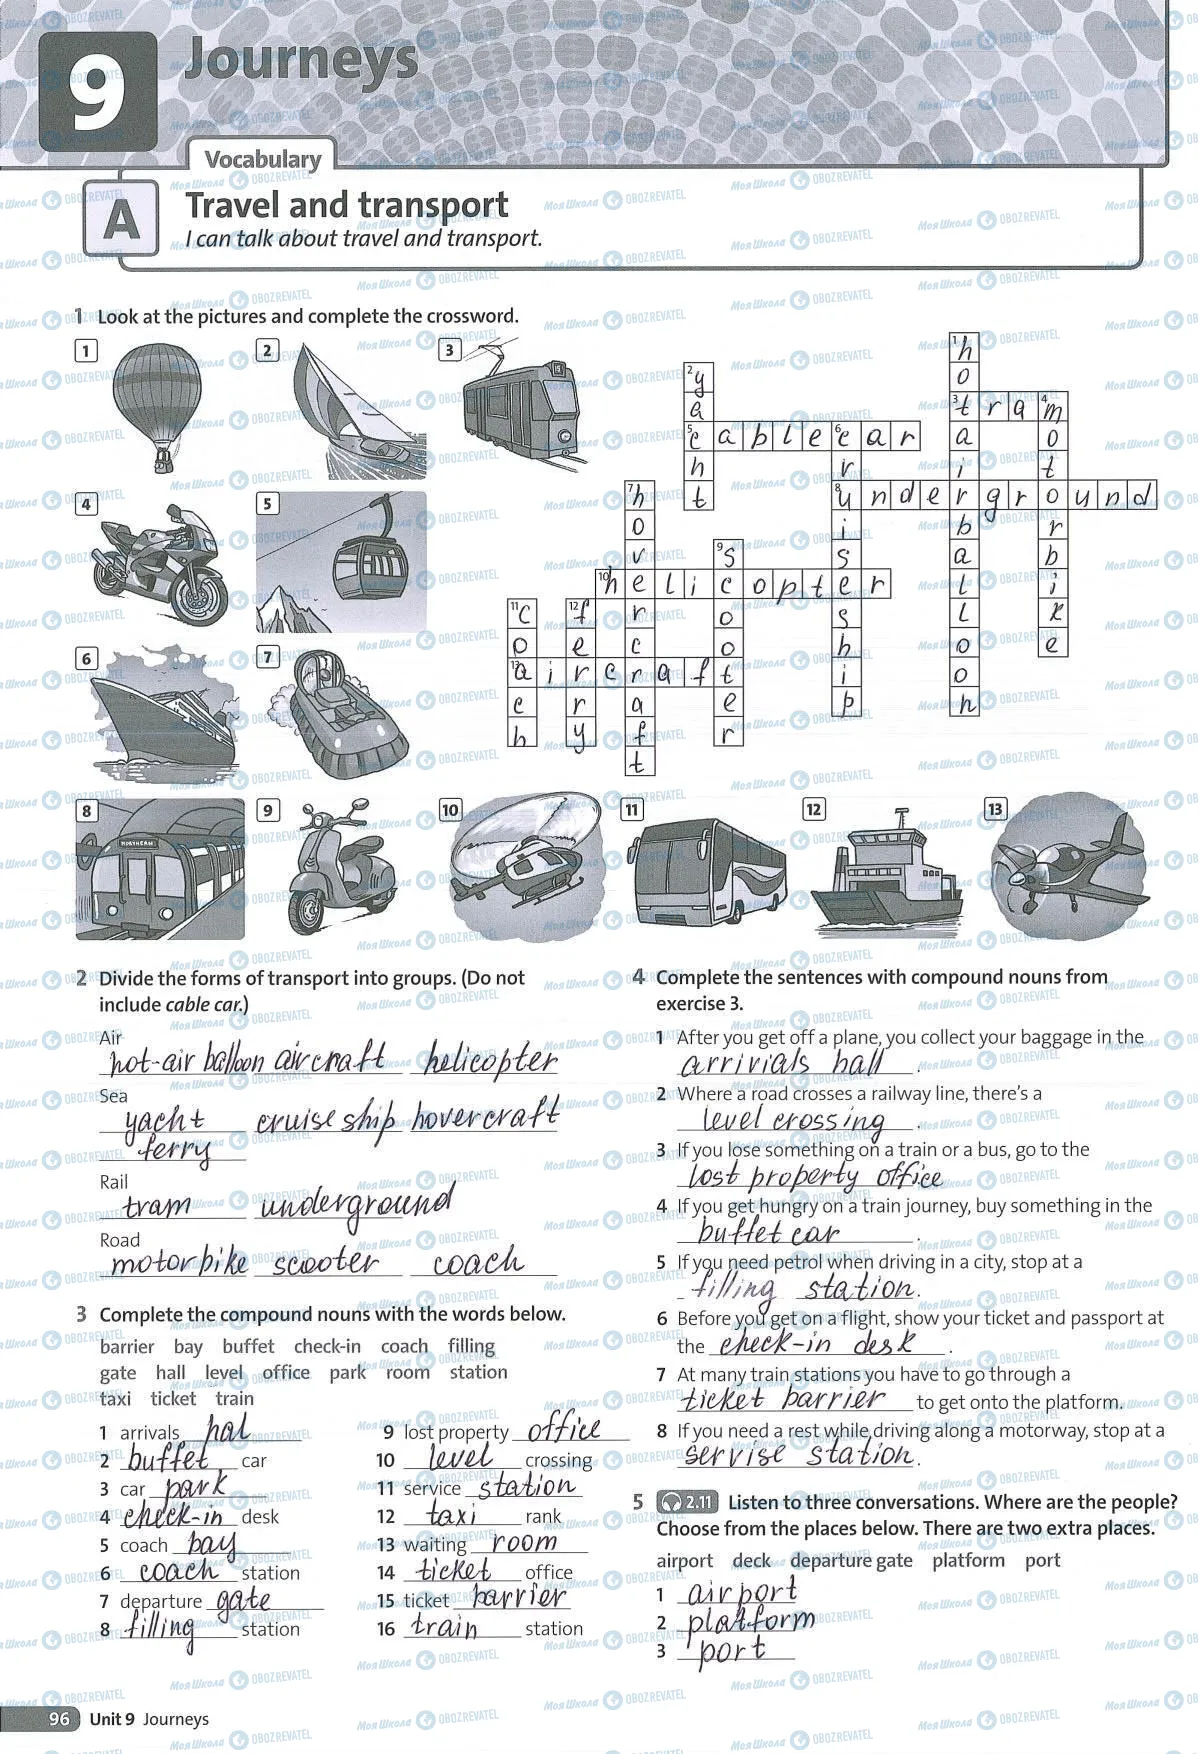 9 Journeys
Vocabulary
A Travel and transport
I can talk about travel and transport.
1 Look at the pictures and complete the crossword.
1 2 3
4 5
6 7
8 9 10 11 12 13
NORTHERN
hot air balloon
yacht
tram
motorbike
cable car
cruise ship
hovercraft
underground
scooter
helicopter
coach
ferry
aircraft
2 Divide the forms of transport into groups. (Do not
include cable car.)
Air
hot-air balloon aircraft helicopter
Sea
yacht cruise ship hovercraft
ferry
Rail
tram underground
Road
motorbike scooter coach
3 Complete the compound nouns with the words below.
barrier bay buffet check-in coach filling
gate hall level office park room station
taxi ticket train
1 arrivals hal
2 buffet car
3 car park
4 check-in desk
5 coach bay
6 coach station
7 departure gate
8 filling station
9 lost property office
10 level crossing
11 service station
12 taxi rank
13 waiting room
14 ticket office
15 ticket barrier
16 train station
4 Complete the sentences with compound nouns from
exercise 3.
1 After you get off a plane, you collect your baggage in the
arrivials hall .
2 Where a road crosses a railway line, there's a
level crossing .
3 If you lose something on a train or a bus, go to the
lost property office
4 If you get hungry on a train journey, buy something in the
buffet car .
5 If you need petrol when driving in a city, stop at a
filling station .
6 Before you get on a flight, show your ticket and passport at
the check-in desk .
7 At many train stations you have to go through a
ticket barrier to get onto the platform.
8 If you need a rest while driving along a motorway, stop at a
servise station .
5 2.11 Listen to three conversations. Where are the people?
Choose from the places below. There are two extra places.
airport deck departure gate platform port
1 airport
2 platform
3 port
96 Unit 9 Journeys
Моя Школа OBOZREVATEL